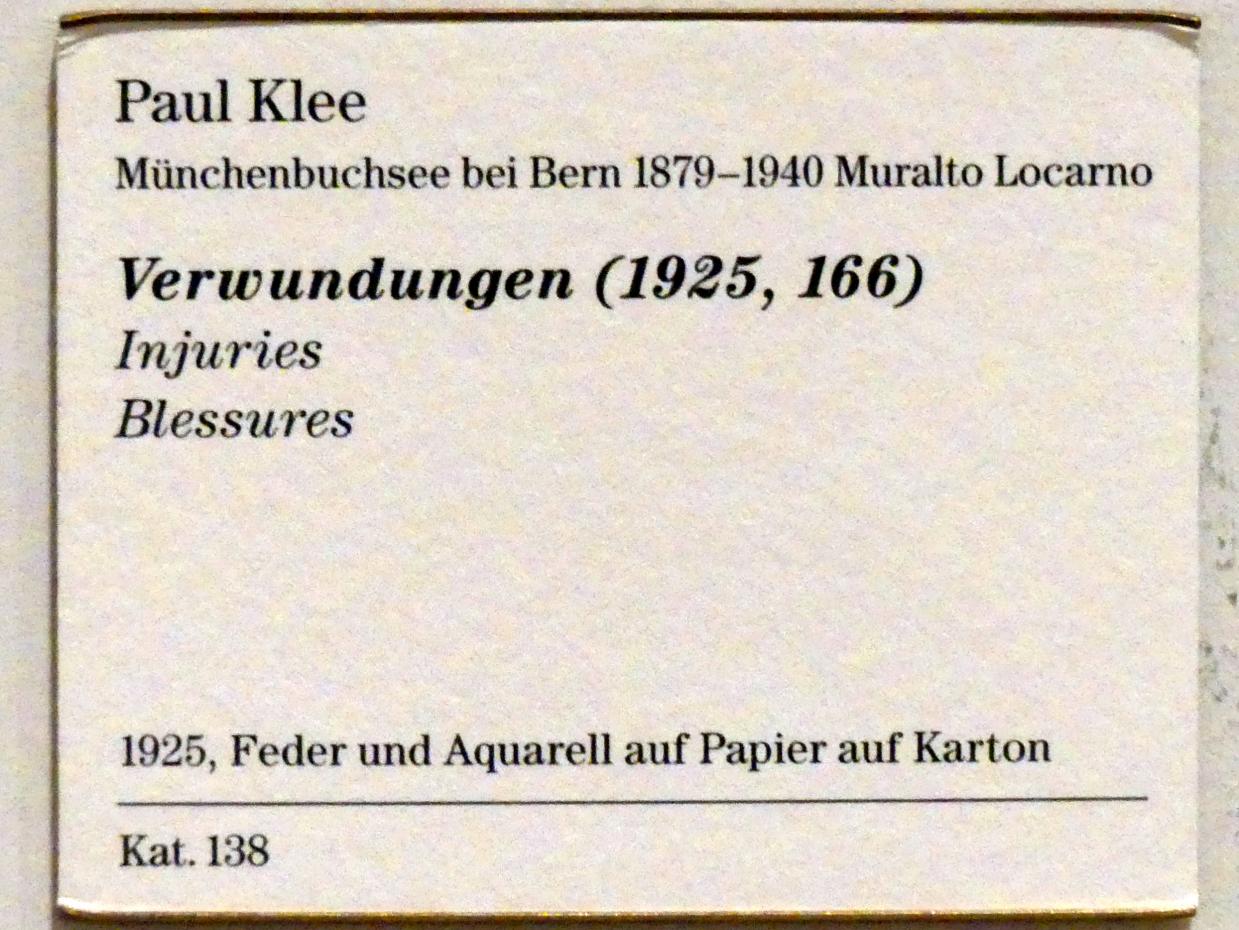 Paul Klee
Münchenbuchsee bei Bern 1879–1940 Muralto Locarno
Verwundungen (1925, 166)
Injuries
Blessures
1925, Feder und Aquarell auf Papier auf Karton
Kat. 138